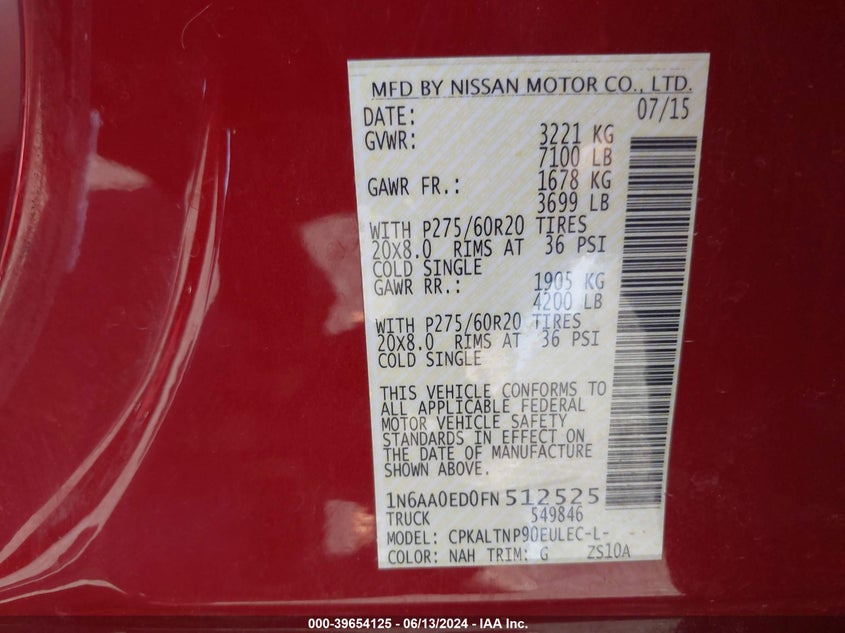 MFD BY NISSAN MOTOR CO., LTD.
DATE: 07/15
GVWR: 3221 KG
7100 LB
GAWR FR.: 1678 KG
3699 LB
WITH P275/60R20 TIRES
20X8.0 RIMS AT 36 PSI
COLD SINGLE
GAWR RR.: 1905 KG
4200 LB
WITH P275/60R20 TIRES
20X8.0 RIMS AT 36 PSI
COLD SINGLE
THIS VEHICLE CONFORMS TO
ALL APPLICABLE FEDERAL
MOTOR VEHICLE SAFETY
STANDARDS IN EFFECT ON
THE DATE OF MANUFACTURE
SHOWN ABOVE.
1N6AA0ED0FN512525
TRUCK 549846
MODEL: CPKALTNP90EULEC-L- - - -
COLOR: NAH TRIM: G ZS10A
000-39654125 - 06/13/2024 - IAA Inc.